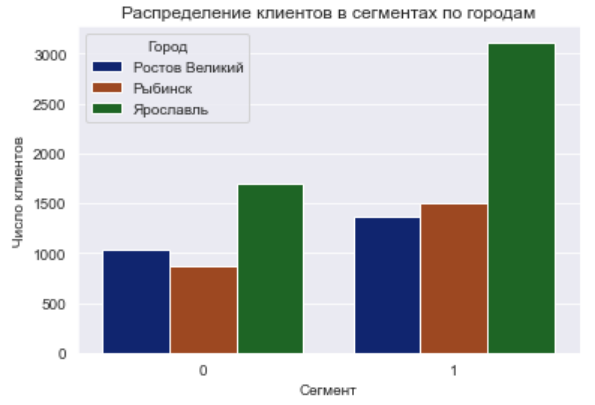 Распределение клиентов в сегментах по городам
Город
Ростов Великий
Рыбинск
Ярославль
Число клиентов
3000
2500
2000
1500
1000
500
0
0 1
Сегмент